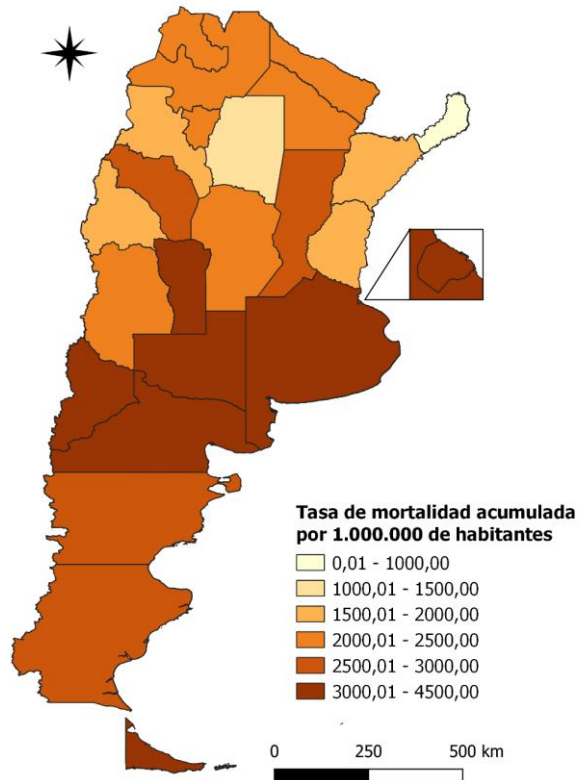 Tasa de mortalidad acumulada
por 1.000.000 de habitantes
0,01 - 1000,00
1000,01 - 1500,00
1500,01 - 2000,00
2000,01 - 2500,00
2500,01 - 3000,00
3000,01 - 4500,00
0 250 500 km